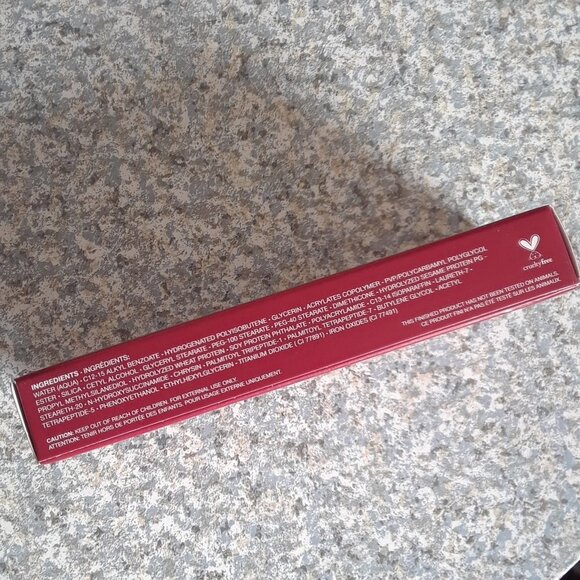 INGREDIENTS · INGRÉDIENTS:
WATER (AQUA) · C12-15 ALKYL BENZOATE · HYDROGENATED POLYISOBUTENE · GLYCERIN · ACRYLATES COPOLYMER · PVP/POLYCARBAMYL POLYGLYCOL
ESTER · SILICA · CETYL ALCOHOL · GLYCERYL STEARATE · PEG-100 STEARATE · PEG-40 STEARATE · DIMETHICONE · HYDROLYZED SESAME PROTEIN PG-
PROPYL METHYLSILANEDIOL · HYDROLYZED WHEAT PROTEIN · SOY PROTEIN PHTHALATE · POLYACRYLAMIDE · C13-14 ISOPARAFFIN · LAURETH-7 ·
STEARETH-20 · N-HYDROXYSUCCINAMIDE · CHRYSIN · PALMITOYL TRIPEPTIDE-1 · PALMITOYL TETRAPEPTIDE-7 · BUTYLENE GLYCOL · ACETYL
TETRAPEPTIDE-5 · PHENOXYETHANOL · ETHYLHEXYLGLYCERIN · TITANIUM DIOXIDE (CI 77891) · IRON OXIDES (CI 77491)
CAUTION: KEEP OUT OF REACH OF CHILDREN. FOR EXTERNAL USE ONLY.
ATTENTION: TENIR HORS DE PORTÉE DES ENFANTS. POUR USAGE EXTERNE UNIQUEMENT.
crueltyfree
THIS FINISHED PRODUCT HAS NOT BEEN TESTED ON ANIMALS.
CE PRODUIT FINI N'A PAS ÉTÉ TESTÉ SUR LES ANIMAUX.